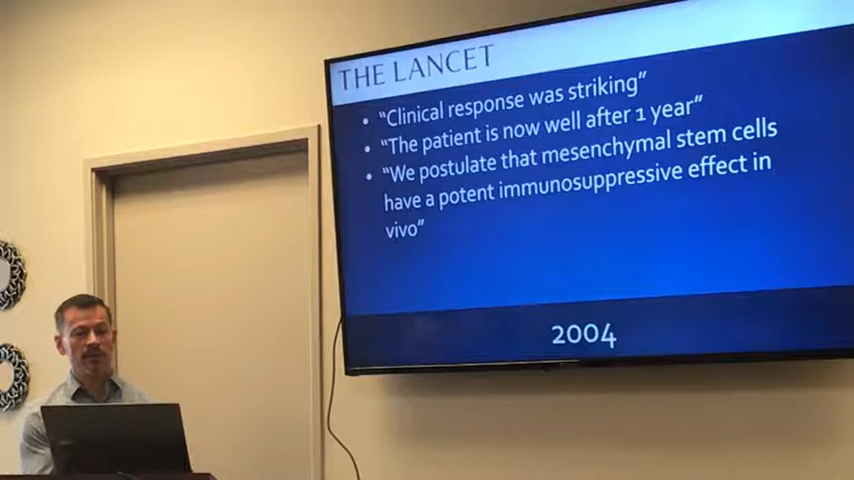 THE LANCET
• “Clinical response was striking”
• “The patient is now well after 1 year”
• “We postulate that mesenchymal stem cells
have a potent immunosuppressive effect in
vivo”
2004